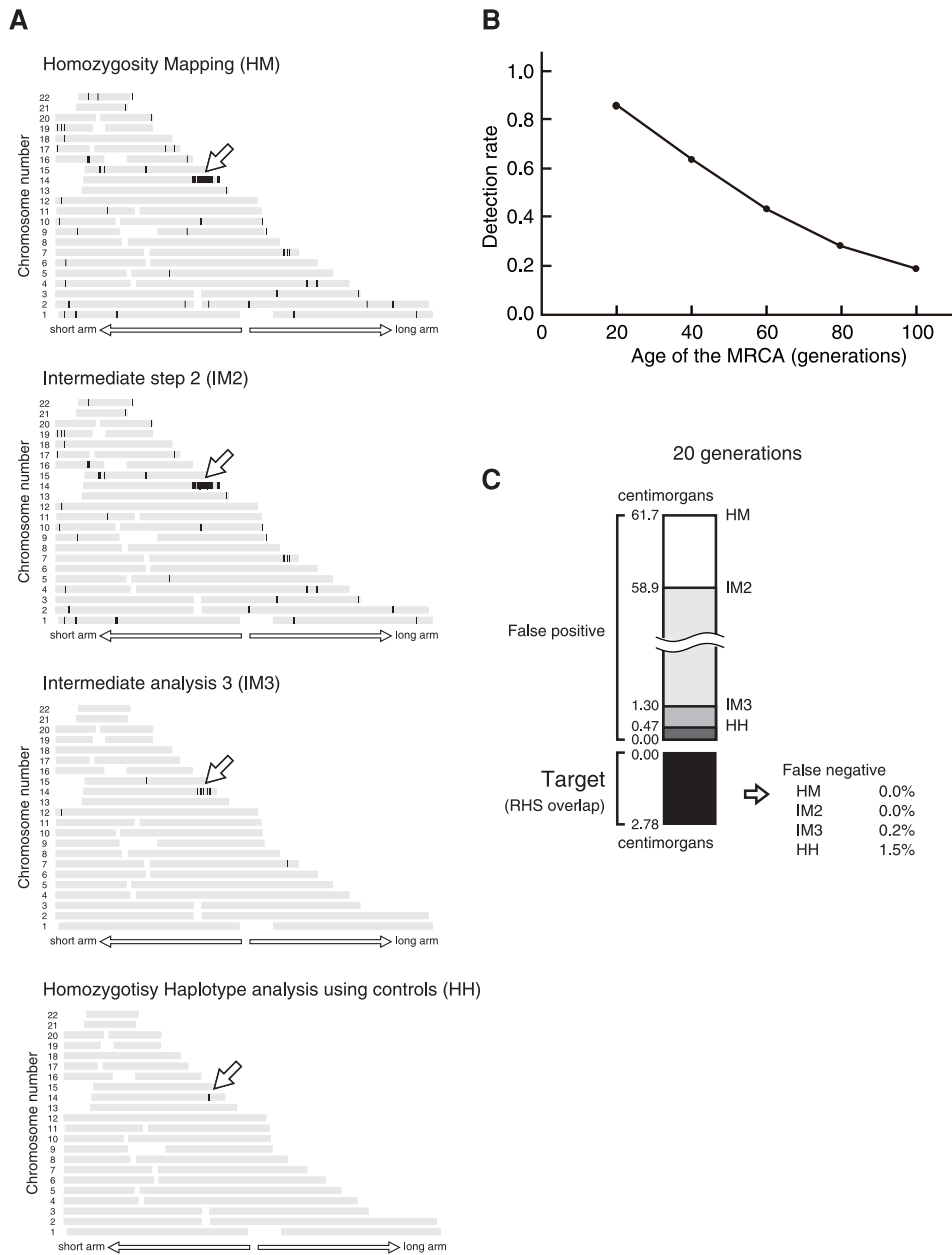 A
Homozygosity Mapping (HM)
Chromosome number
22
21
20
19
18
17
16
15
14
13
12
11
10
9
8
7
6
5
4
3
2
1
short arm
long arm
Intermediate step 2 (IM2)
Chromosome number
22
21
20
19
18
17
16
15
14
13
12
11
10
9
8
7
6
5
4
3
2
1
short arm
long arm
Intermediate analysis 3 (IM3)
Chromosome number
22
21
20
19
18
17
16
15
14
13
12
11
10
9
8
7
6
5
4
3
2
1
short arm
long arm
Homozygotisy Haplotype analysis using controls (HH)
Chromosome number
22
21
20
19
18
17
16
15
14
13
12
11
10
9
8
7
6
5
4
3
2
1
short arm
long arm
B
Detection rate
1.0
0.8
0.6
0.4
0.2
0.0
0
20
40
60
80
100
Age of the MRCA (generations)
C
20 generations
centimorgans
61.7
HM
58.9
IM2
False positive
1.30
IM3
0.47
HH
0.00
0.00
Target
(RHS overlap)
2.78
centimorgans
False negative
HM 0.0%
IM2 0.0%
IM3 0.2%
HH 1.5%